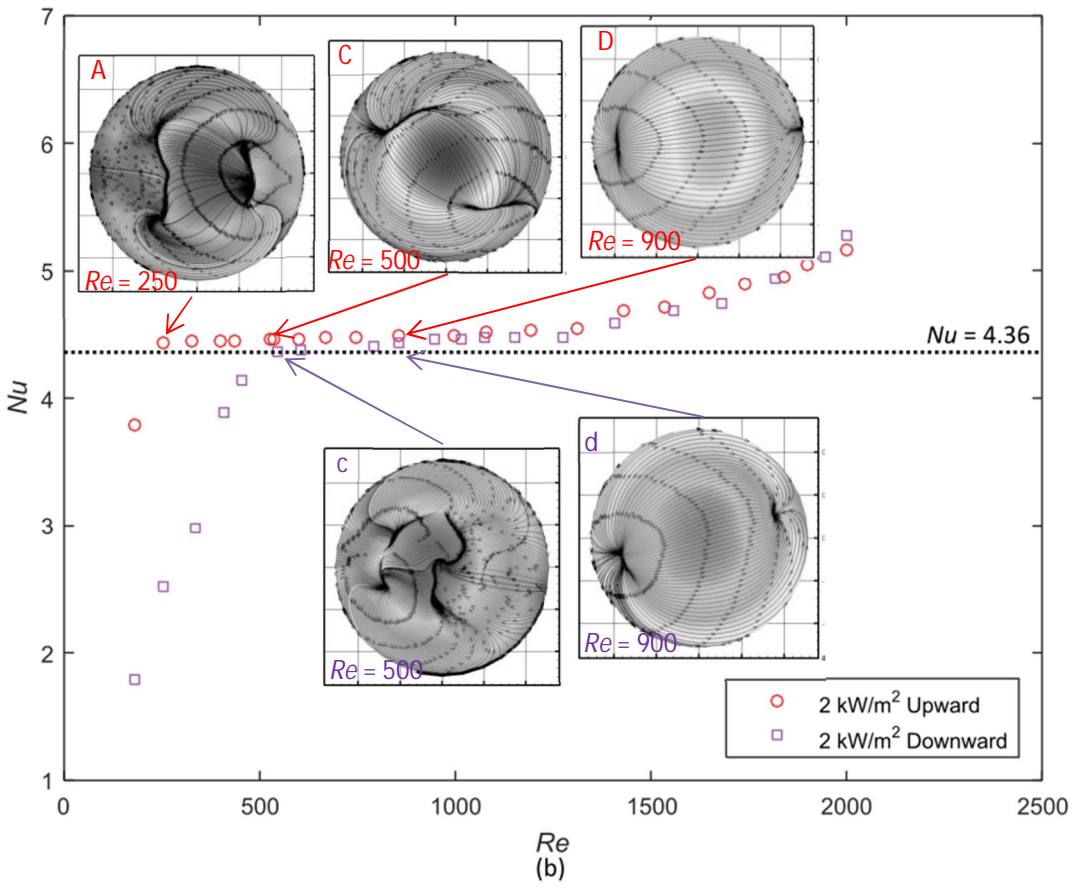 7
6
5
4
3
2
1
Nu
A
Re = 250
C
Re = 500
D
Re = 900
Nu = 4.36
c
Re = 500
d
Re = 900
2 kW/m² Upward
2 kW/m² Downward
0
500
1000
1500
2000
2500
Re
(b)